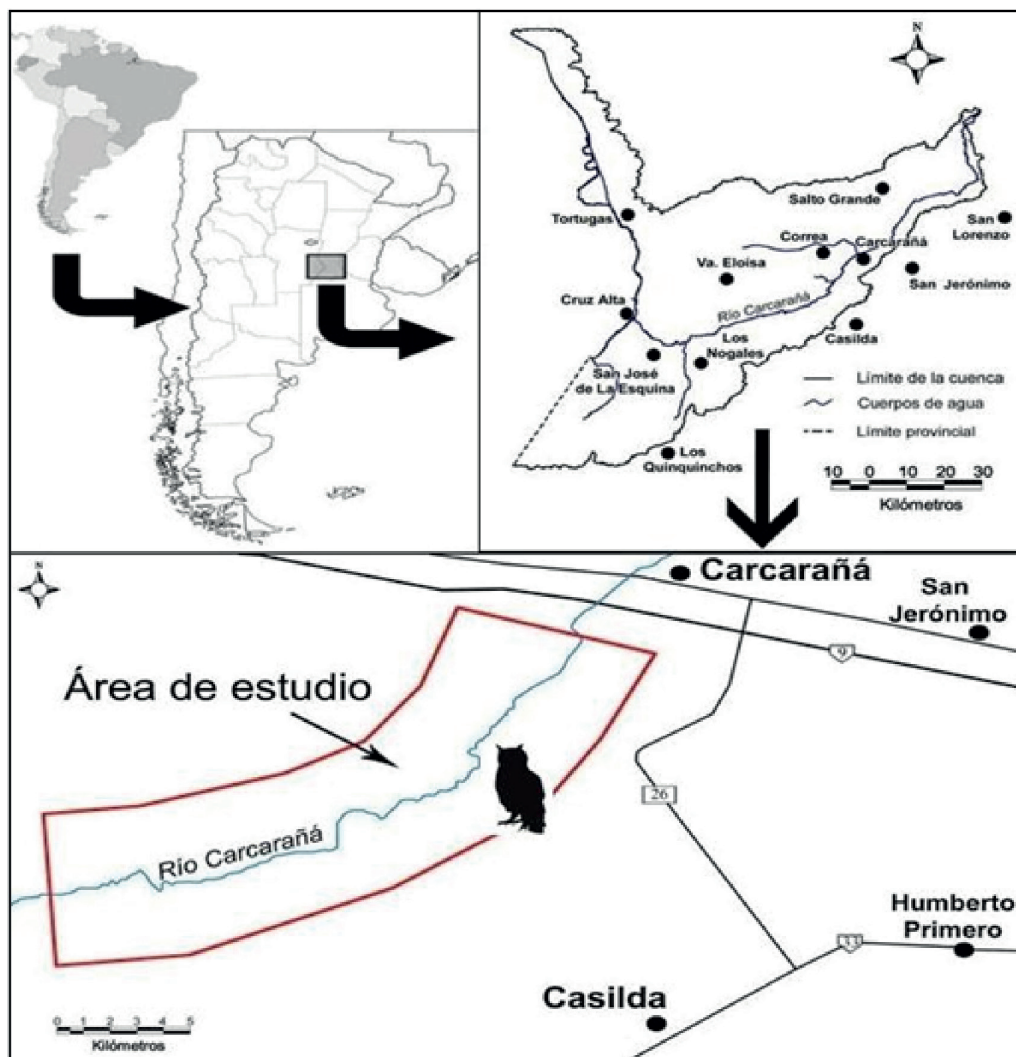 N
Tortugas
Salto Grande
San
Lorenzo
Correa
Carcarañá
Va. Eloísa
San Jerónimo
Cruz Alta
Río Carcarañá
Los
Nogales
Casilda
San José
de La Esquina
Los
Quinquinchos
Límite de la cuenca
Cuerpos de agua
Límite provincial
10 0 10 20 30
Kilómetros
N
Carcarañá
San
Jerónimo
9
Área de estudio
26
Río Carcarañá
Humberto
Primero
33
Casilda
0 1 2 3 4 5
Kilómetros